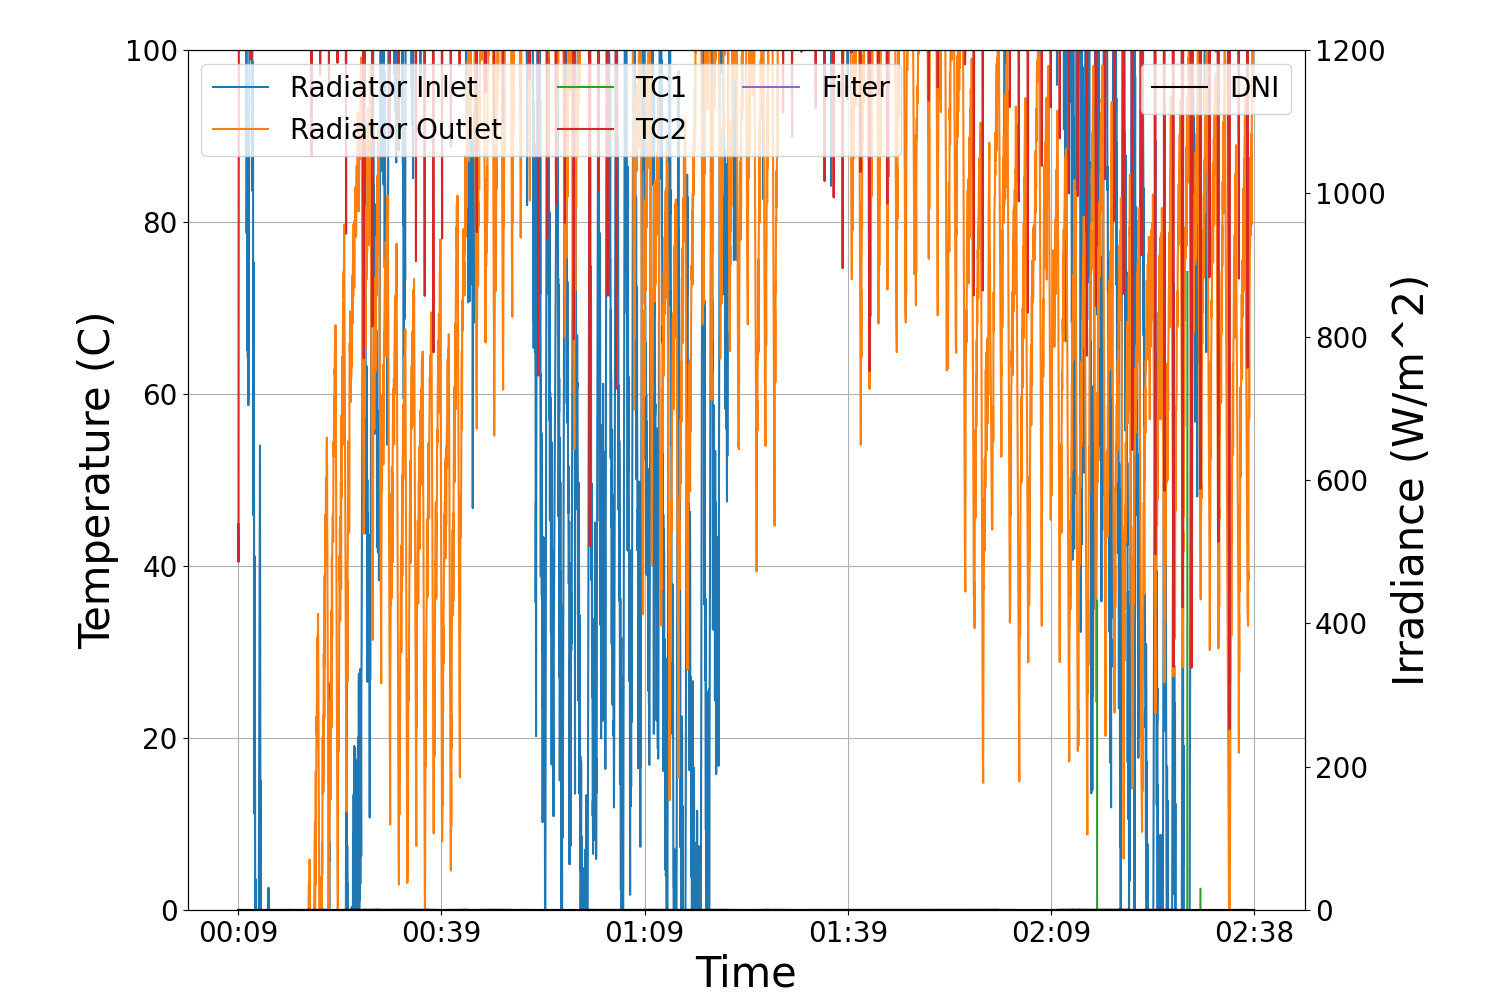 Radiator Inlet
Radiator Outlet
TC1
TC2
Filter
DNI
100
80
60
40
20
0
Temperature (C)
1200
1000
800
600
400
200
0
Irradiance (W/m^2)
00:09 00:39 01:09 01:39 02:09 02:38
Time